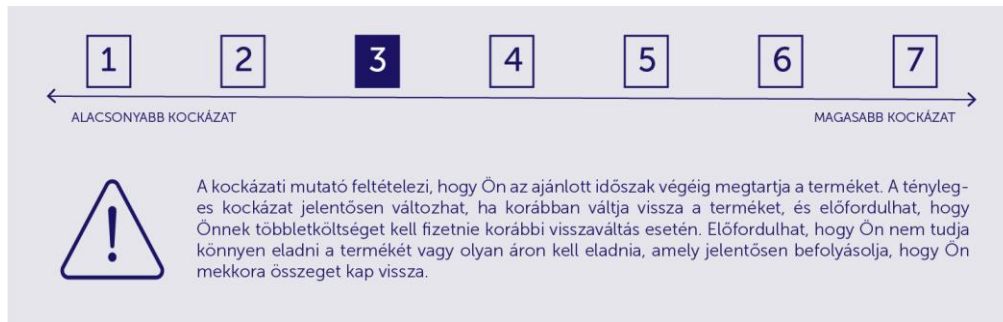 1 2 3 4 5 6 7
ALACSONYABB KOCKÁZAT MAGASABB KOCKÁZAT
A kockázati mutató feltételezi, hogy Ön az ajánlott időszak végéig megtartja a terméket. A tényleg-
es kockázat jelentősen változhat, ha korábban váltja vissza a terméket, és előfordulhat, hogy
Önnek többletköltséget kell fizetnie korábbi visszaváltás esetén. Előfordulhat, hogy Ön nem tudja
könnyen eladni a termékét vagy olyan áron kell eladnia, amely jelentősen befolyásolja, hogy Ön
mekkora összeget kap vissza.